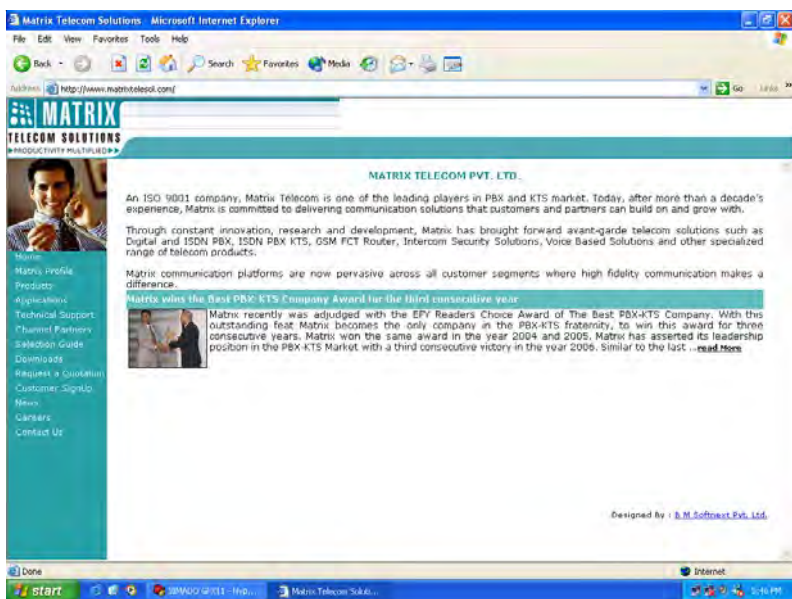 Matrix Telecom Solutions - Microsoft Internet Explorer
File Edit View Favorites Tools Help
Back Search Favorites Media
Address http://www.matrixtelesol.com/ Go Links
MATRIX
TELECOM SOLUTIONS
PRODUCTIVITY MULTIPLIED
MATRIX TELECOM PVT. LTD.
An ISO 9001 company, Matrix Telecom is one of the leading players in PBX and KTS market. Today, after more than a decade's
experience, Matrix is committed to delivering communication solutions that customers and partners can build on and grow with.
Through constant innovation, research and development, Matrix has brought forward avant-garde telecom solutions such as
Digital and ISDN PBX, ISDN PBX KTS, GSM FCT Router, Intercom Security Solutions, Voice Based Solutions and other specialized
range of telecom products.
Matrix communication platforms are now pervasive across all customer segments where high fidelity communication makes a
difference.
Matrix wins the Best PBX-KTS Company Award for the third consecutive year
Matrix recently was adjudged with the EFY Readers Choice Award of The Best PBX-KTS Company. With this
outstanding feat Matrix becomes the only company in the PBX-KTS fraternity, to win this award for three
consecutive years. Matrix won the same award in the year 2004 and 2005. Matrix has asserted its leadership
position in the PBX-KTS Market with a third consecutive victory in the year 2006. Similar to the last ...read More
Home
Matrix Profile
Products
Applications
Technical Support
Channel Partners
Selection Guide
Downloads
Request a Quotation
Customer SignUp
News
Careers
Contact Us
Designed By : B M Softnext Pvt. Ltd.
Done Internet
start Matrix Telecom Soluti... 5:46 PM